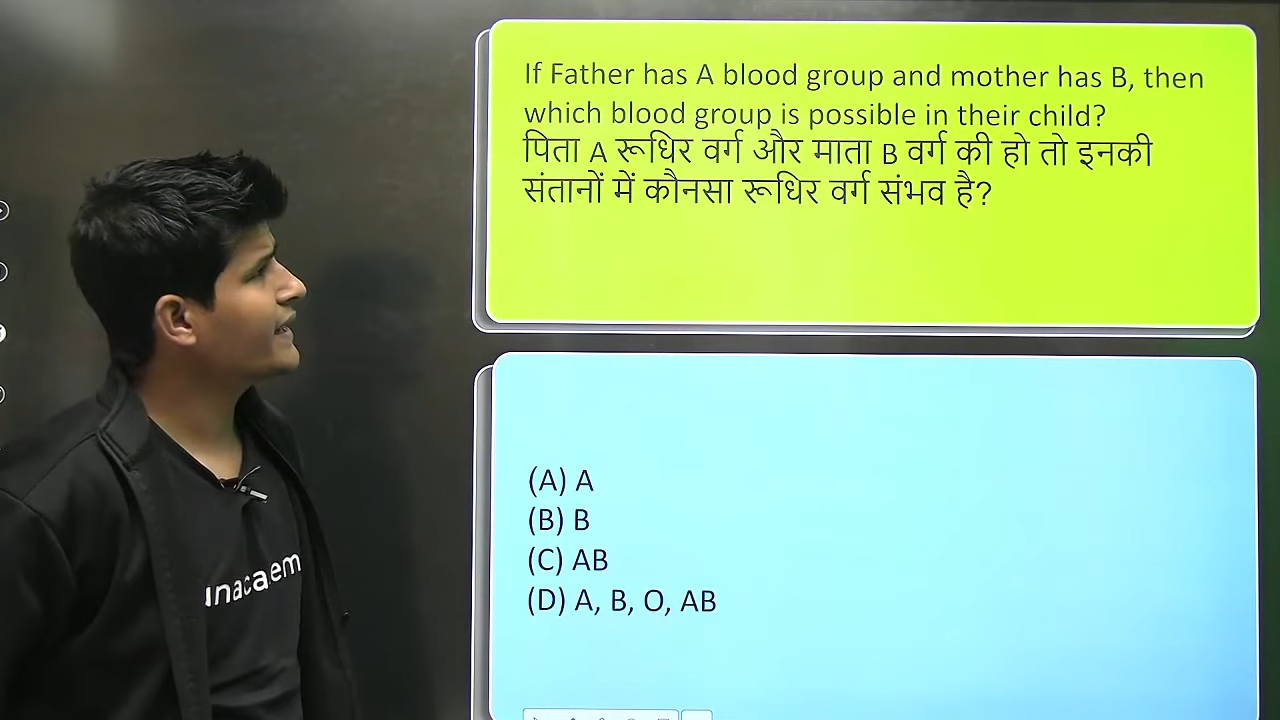 If Father has A blood group and mother has B, then
which blood group is possible in their child?
पिता A रूधिर वर्ग और माता B वर्ग की हो तो इनकी
संतानों में कौनसा रूधिर वर्ग संभव है?
(A) A
(B) B
(C) AB
(D) A, B, O, AB